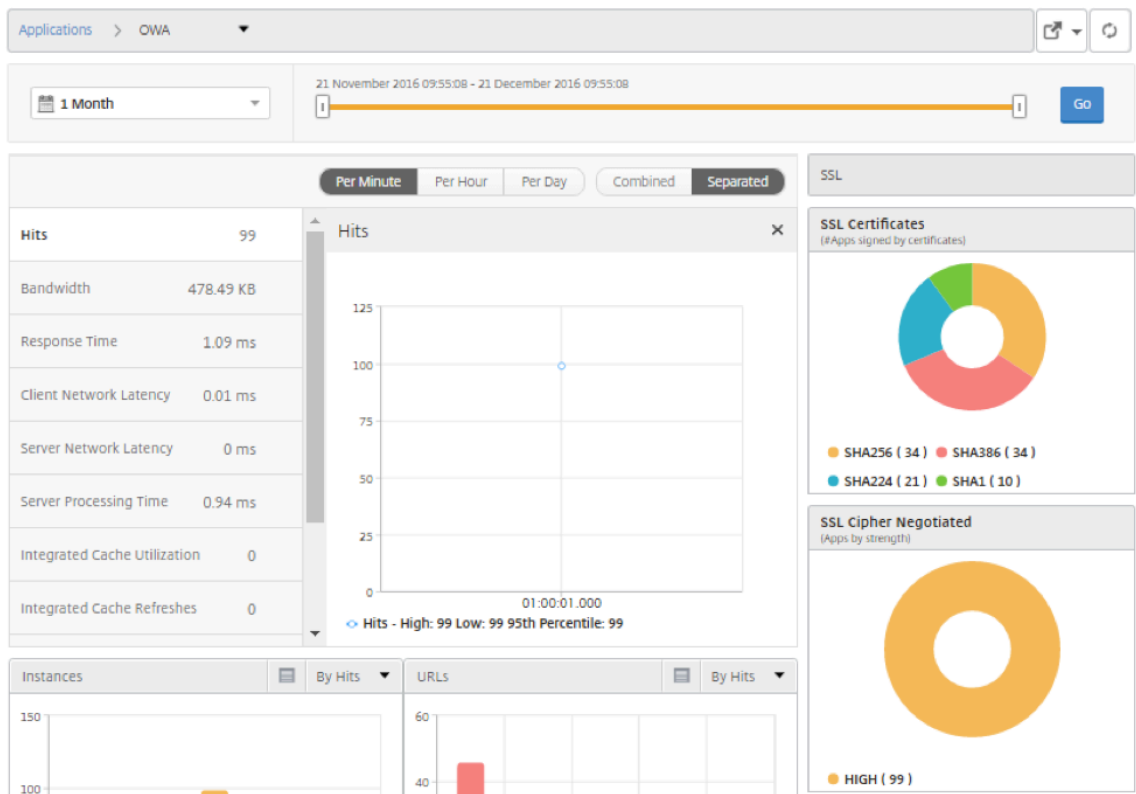 Applications > OWA
21 November 2016 09:55:08 - 21 December 2016 09:55:08
1 Month
Go
Per Minute Per Hour Per Day Combined Separated
Hits 99
Bandwidth 478.49 KB
Response Time 1.09 ms
Client Network Latency 0.01 ms
Server Network Latency 0 ms
Server Processing Time 0.94 ms
Integrated Cache Utilization 0
Integrated Cache Refreshes 0
Hits ×
125
100
75
50
25
0
01:00:01.000
Hits - High: 99 Low: 99 95th Percentile: 99
SSL
SSL Certificates
(#Apps signed by certificates)
SHA256 ( 34 ) SHA386 ( 34 )
SHA224 ( 21 ) SHA1 ( 10 )
SSL Cipher Negotiated
(Apps by strength)
HIGH ( 99 )
Instances By Hits
150
100
URLs By Hits
60
40